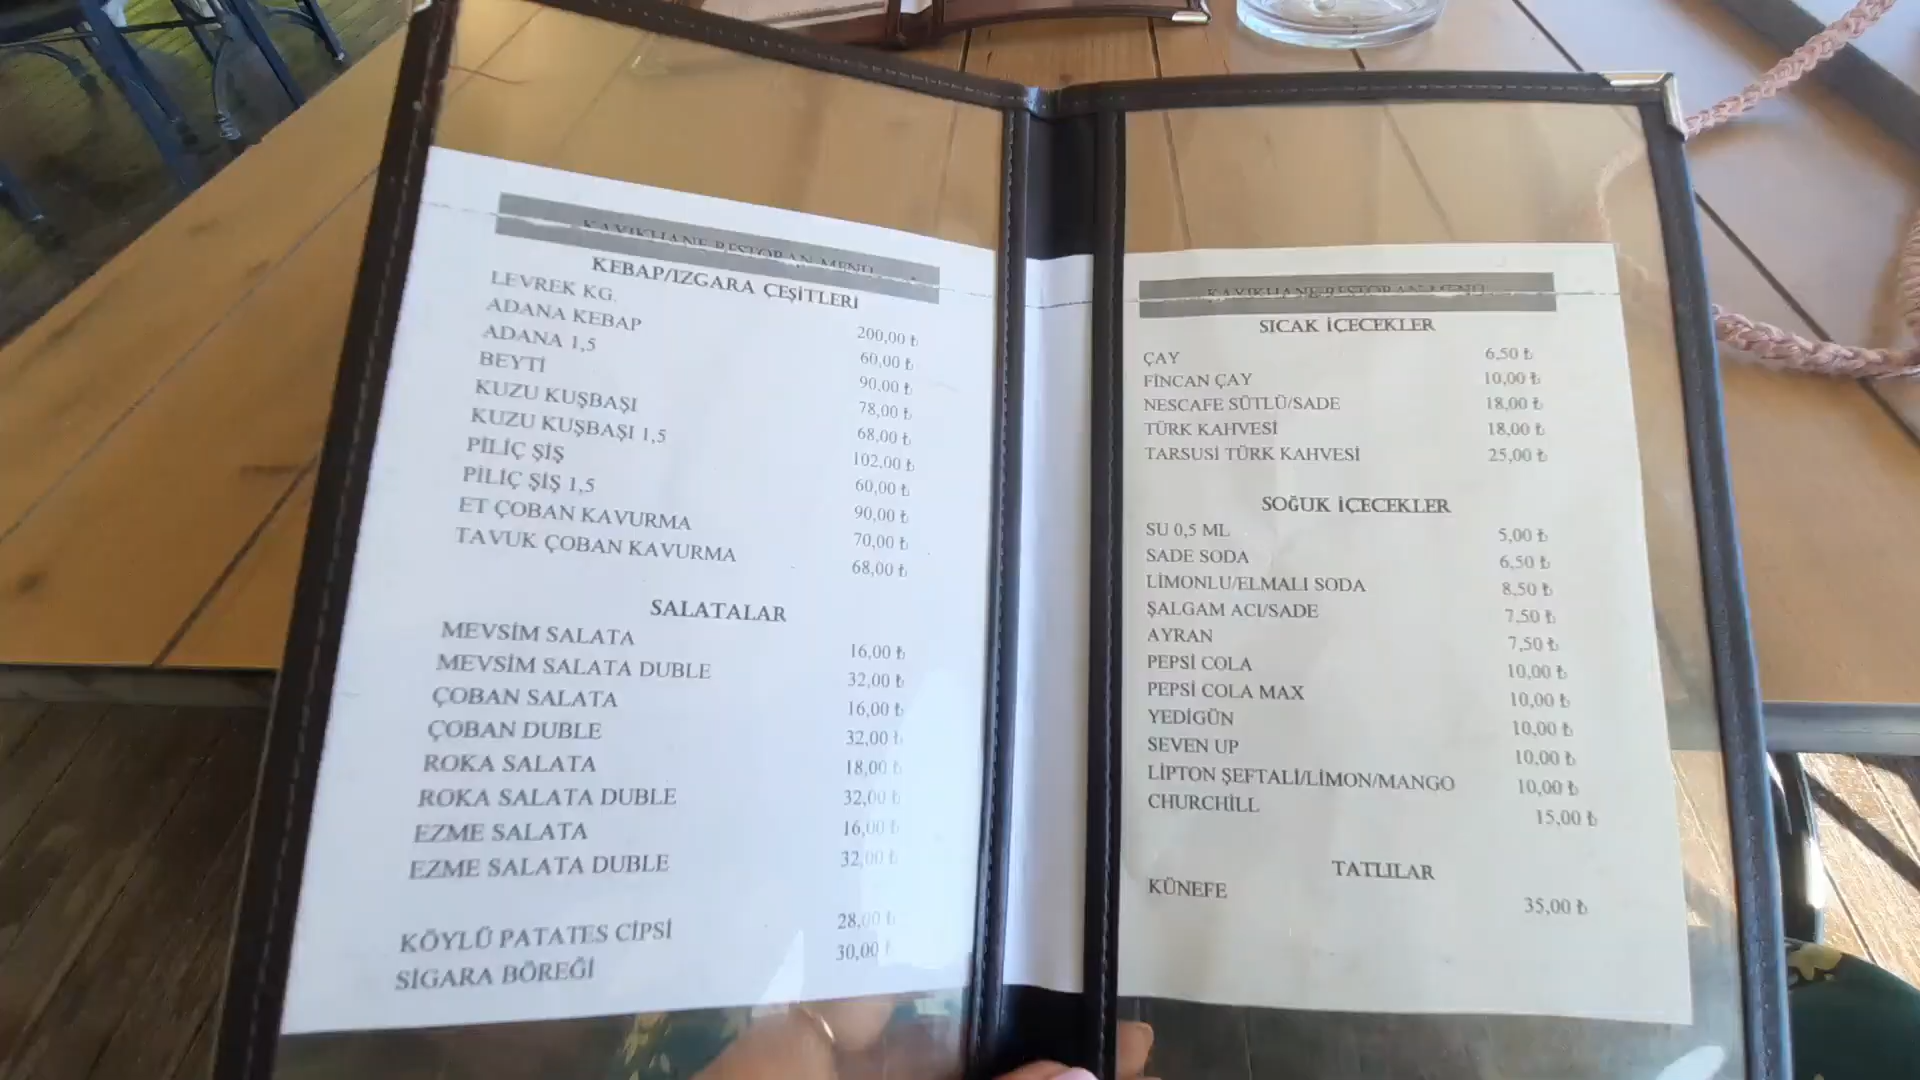 KAYIKHANE RESTORAN MENÜ
KEBAP/IZGARA ÇEŞİTLERİ
LEVREK KG. 200,00 ₺
ADANA KEBAP 60,00 ₺
ADANA 1,5 90,00 ₺
BEYTİ 78,00 ₺
KUZU KUŞBAŞI 68,00 ₺
KUZU KUŞBAŞI 1,5 102,00 ₺
PİLİÇ ŞİŞ 60,00 ₺
PİLİÇ ŞİŞ 1,5 90,00 ₺
ET ÇOBAN KAVURMA 70,00 ₺
TAVUK ÇOBAN KAVURMA 68,00 ₺
SALATALAR
MEVSİM SALATA 16,00 ₺
MEVSİM SALATA DUBLE 32,00 ₺
ÇOBAN SALATA 16,00 ₺
ÇOBAN DUBLE 32,00 ₺
ROKA SALATA 18,00 ₺
ROKA SALATA DUBLE 32,00 ₺
EZME SALATA 16,00 ₺
EZME SALATA DUBLE 32,00 ₺
KÖYLÜ PATATES CİPSİ 28,00 ₺
SİGARA BÖREĞİ 30,00 ₺
KAYIKHANE RESTORAN MENÜ
SICAK İÇECEKLER
ÇAY 6,50 ₺
FİNCAN ÇAY 10,00 ₺
NESCAFE SÜTLÜ/SADE 18,00 ₺
TÜRK KAHVESİ 18,00 ₺
TARSUSİ TÜRK KAHVESİ 25,00 ₺
SOĞUK İÇECEKLER
SU 0,5 ML 5,00 ₺
SADE SODA 6,50 ₺
LİMONLU/ELMALI SODA 8,50 ₺
ŞALGAM ACI/SADE 7,50 ₺
AYRAN 7,50 ₺
PEPSİ COLA 10,00 ₺
PEPSİ COLA MAX 10,00 ₺
YEDİGÜN 10,00 ₺
SEVEN UP 10,00 ₺
LİPTON ŞEFTALİ/LİMON/MANGO 10,00 ₺
CHURCHİLL 15,00 ₺
TATLILAR
KÜNEFE 35,00 ₺